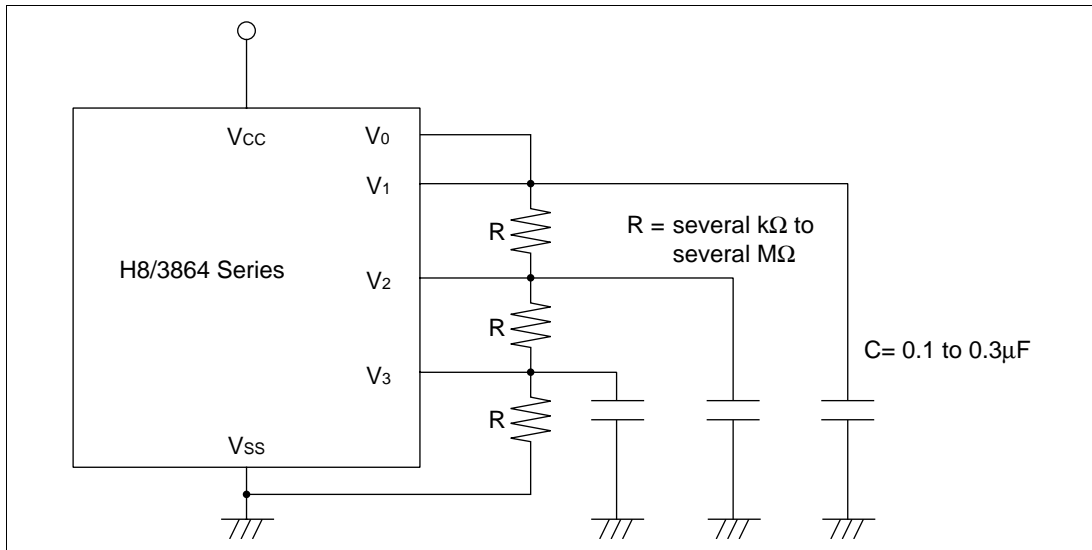 VCC
V0
V1
R
R = several kΩ to
several MΩ
H8/3864 Series
V2
R
C= 0.1 to 0.3μF
V3
R
VSS